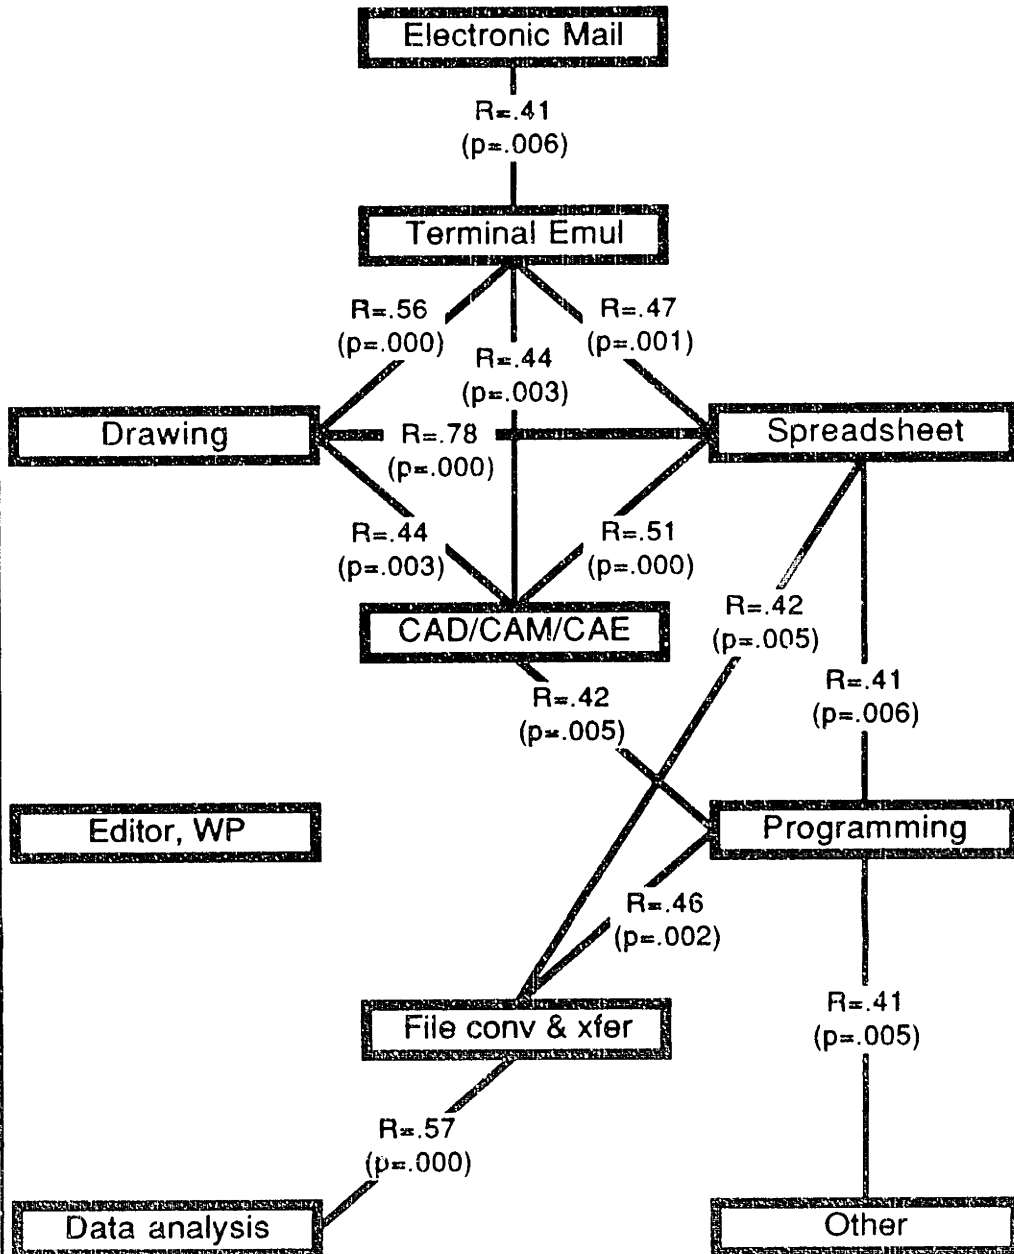 Electronic Mail
R=.41
(p=.006)
Terminal Emul
R=.56
(p=.000)
R=.47
(p=.001)
R=.44
(p=.003)
Drawing
R=.78
(p=.000)
Spreadsheet
R=.44
(p=.003)
R=.51
(p=.000)
CAD/CAM/CAE
R=.42
(p=.005)
R=.42
(p=.005)
R=.41
(p=.006)
Editor, WP
Programming
R=.46
(p=.002)
File conv & xfer
R=.41
(p=.005)
R=.57
(p=.000)
Data analysis
Other